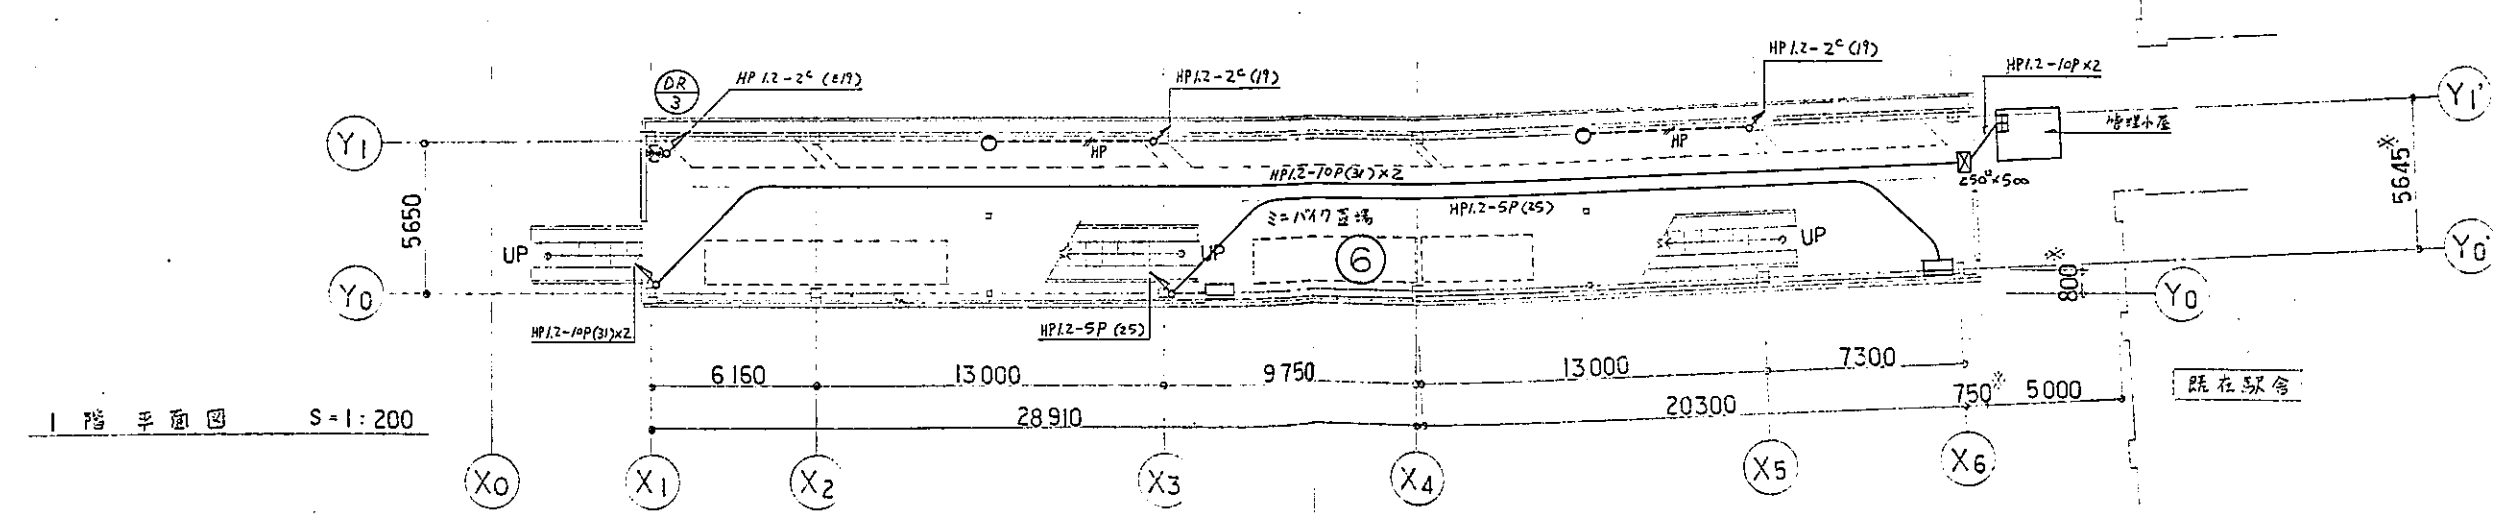 HP1.2-2C (19)
HP1.2-2C (E19)
HP1.2-2C (19)
HP1.2-10P×2
DR
3
Y1'
Y1
HP
HP
管理小屋
HP1.2-10P(31)×2
250□×500
5645※
5650
ミニバイク置場
HP1.2-5P(25)
UP
UP
⑥
UP
Y0'
Y0
800※
Y0
HP1.2-10P(31)×2
HP1.2-5P (25)
6160
13000
9750
13000
7300
750※
5000
既在駅舎
28910
20300
1 階 平面図 S=1:200
X0
X1
X2
X3
X4
X5
X6